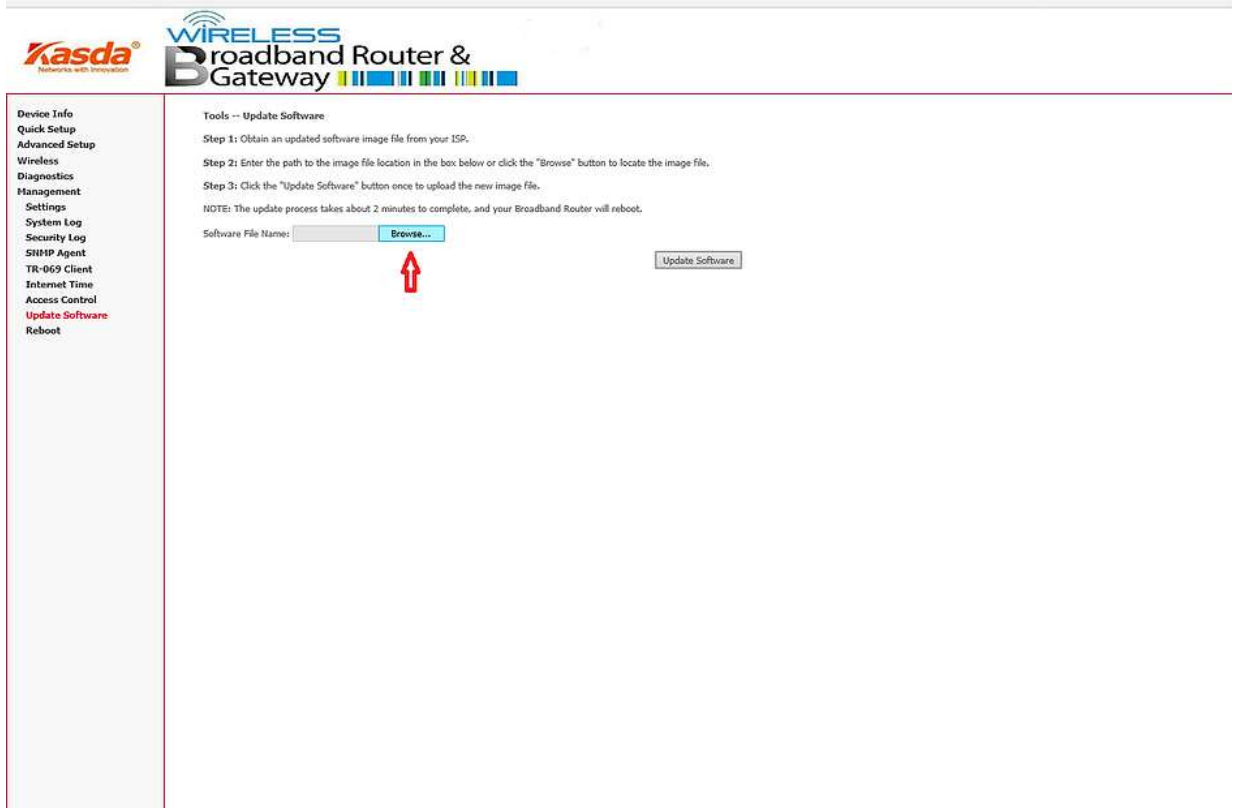 Kasda®
Networks with innovation
WIRELESS
Broadband Router &
Gateway
Device Info
Quick Setup
Advanced Setup
Wireless
Diagnostics
Management
Settings
System Log
Security Log
SNMP Agent
TR-069 Client
Internet Time
Access Control
Update Software
Reboot
Tools -- Update Software
Step 1: Obtain an updated software image file from your ISP.
Step 2: Enter the path to the image file location in the box below or click the "Browse" button to locate the image file.
Step 3: Click the "Update Software" button once to upload the new image file.
NOTE: The update process takes about 2 minutes to complete, and your Broadband Router will reboot.
Software File Name: Browse...
Update Software